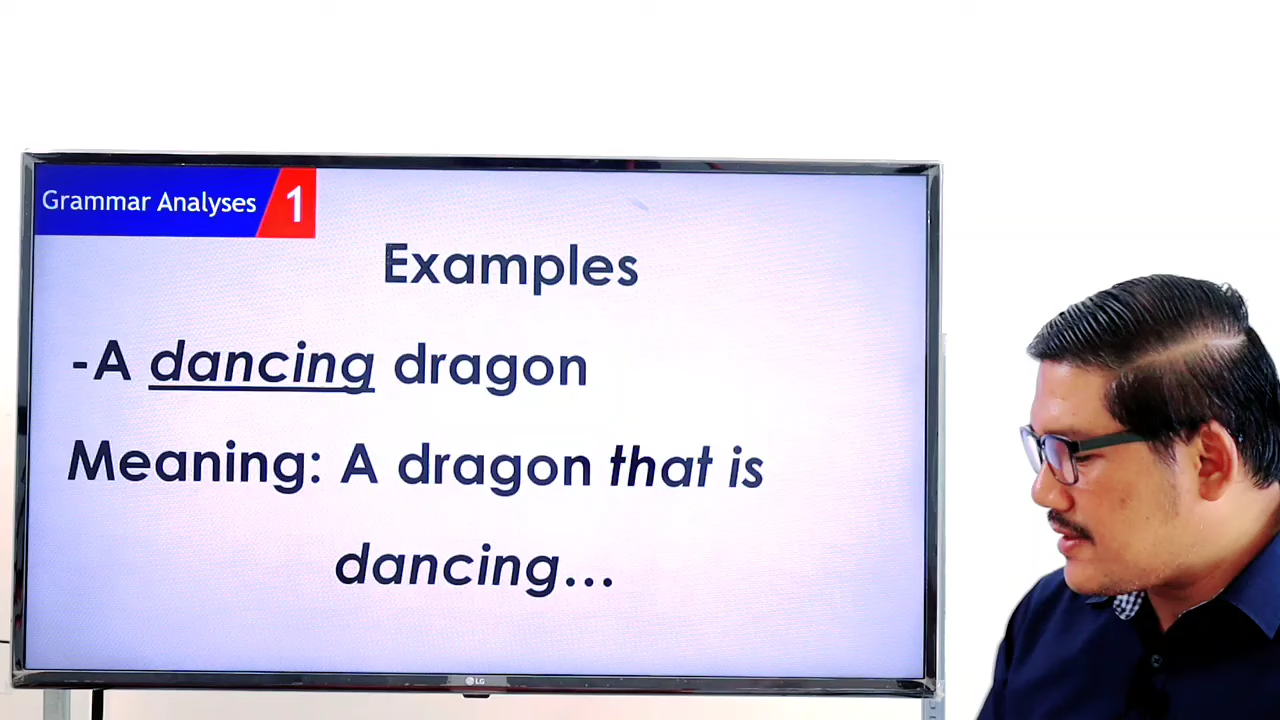 Grammar Analyses 1
Examples
-A dancing dragon
Meaning: A dragon that is
dancing...
LG